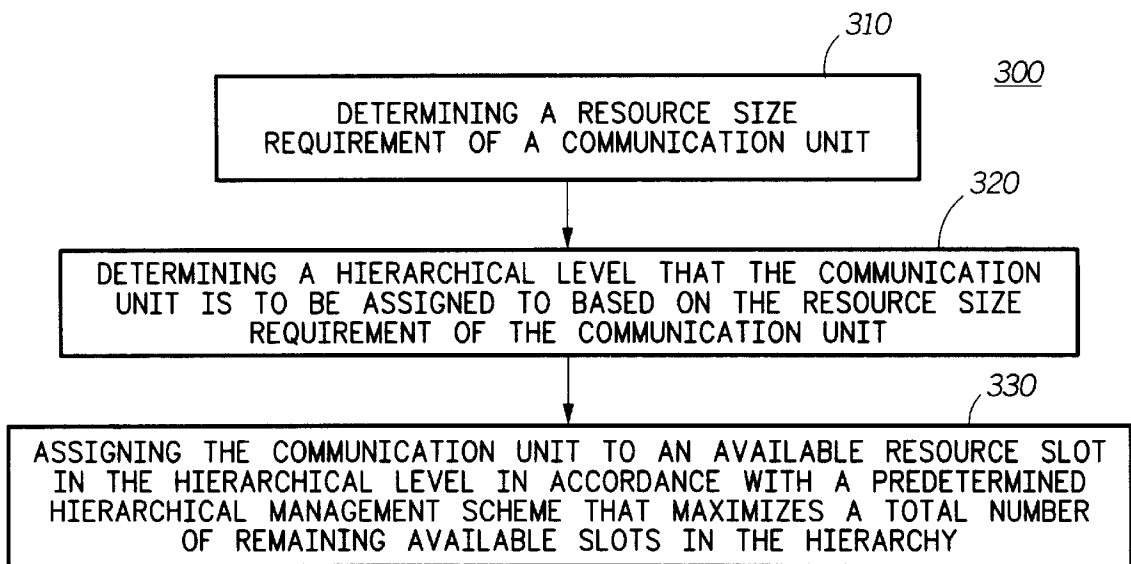 310
300
DETERMINING A RESOURCE SIZE
REQUIREMENT OF A COMMUNICATION UNIT
320
DETERMINING A HIERARCHICAL LEVEL THAT THE COMMUNICATION
UNIT IS TO BE ASSIGNED TO BASED ON THE RESOURCE SIZE
REQUIREMENT OF THE COMMUNICATION UNIT
330
ASSIGNING THE COMMUNICATION UNIT TO AN AVAILABLE RESOURCE SLOT
IN THE HIERARCHICAL LEVEL IN ACCORDANCE WITH A PREDETERMINED
HIERARCHICAL MANAGEMENT SCHEME THAT MAXIMIZES A TOTAL NUMBER
OF REMAINING AVAILABLE SLOTS IN THE HIERARCHY